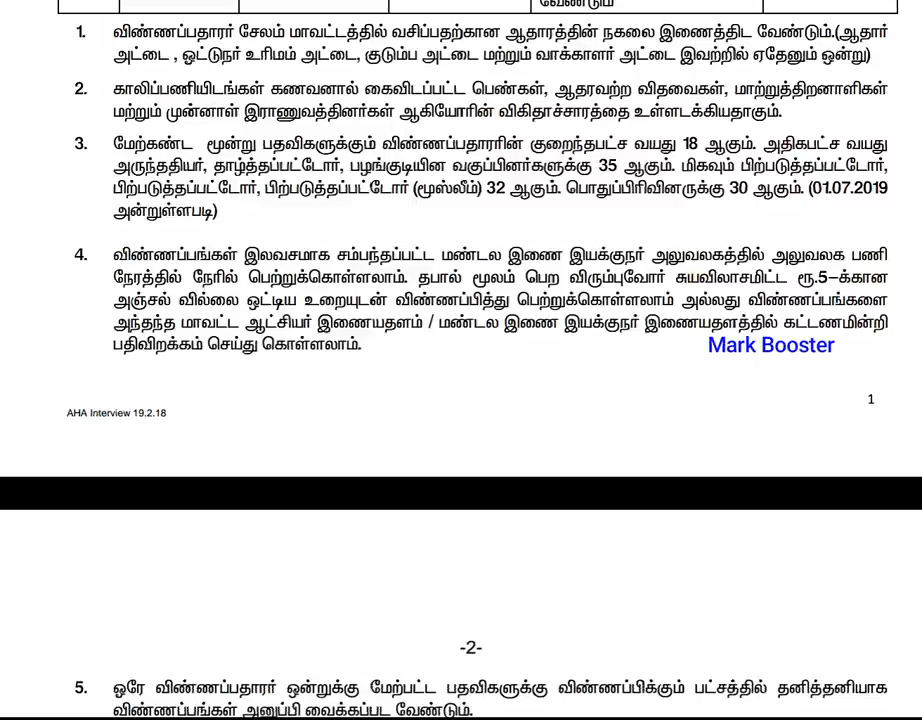 வேண்டும்
1. விண்ணப்பதாரர் சேலம் மாவட்டத்தில் வசிப்பதற்கான ஆதாரத்தின் நகலை இணைத்திட வேண்டும்.(ஆதார்
அட்டை , ஒட்டுநர் உரிமம் அட்டை, குடும்ப அட்டை மற்றும் வாக்காளர் அட்டை இவற்றில் ஏதேனும் ஒன்று)
2. காலிப்பணியிடங்கள் கணவனால் கைவிடப்பட்ட பெண்கள், ஆதரவற்ற விதவைகள், மாற்றுத்திறனாளிகள்
மற்றும் முன்னாள் இராணுவத்தினர்கள் ஆகியோரின் விகிதாச்சாரத்தை உள்ளடக்கியதாகும்.
3. மேற்கண்ட மூன்று பதவிகளுக்கும் விண்ணப்பதாரரின் குறைந்தபட்ச வயது 18 ஆகும். அதிகபட்ச வயது
அருந்ததியர், தாழ்த்தப்பட்டோர், பழங்குடியின வகுப்பினர்களுக்கு 35 ஆகும். மிகவும் பிற்படுத்தப்பட்டோர்,
பிற்படுத்தப்பட்டோர், பிற்படுத்தப்பட்டோர் (முஸ்லீம்) 32 ஆகும். பொதுப்பிரிவினருக்கு 30 ஆகும். (01.07.2019
அன்றுள்ளபடி)
4. விண்ணப்பங்கள் இலவசமாக சம்பந்தப்பட்ட மண்டல இணை இயக்குநர் அலுவலகத்தில் அலுவலக பணி
நேரத்தில் நேரில் பெற்றுக்கொள்ளலாம். தபால் மூலம் பெற விரும்புவோர் சுயவிலாசமிட்ட ரூ.5–க்கான
அஞ்சல் வில்லை ஒட்டிய உறையுடன் விண்ணப்பித்து பெற்றுக்கொள்ளலாம் அல்லது விண்ணப்பங்களை
அந்தந்த மாவட்ட ஆட்சியர் இணையதளம் / மண்டல இணை இயக்குநர் இணையதளத்தில் கட்டணமின்றி
பதிவிறக்கம் செய்து கொள்ளலாம்.
Mark Booster
1
AHA Interview 19.2.18
-2-
5. ஒரே விண்ணப்பதாரர் ஒன்றுக்கு மேற்பட்ட பதவிகளுக்கு விண்ணப்பிக்கும் பட்சத்தில் தனித்தனியாக
விண்ணப்பங்கள் அனுப்பி வைக்கப்பட வேண்டும்.